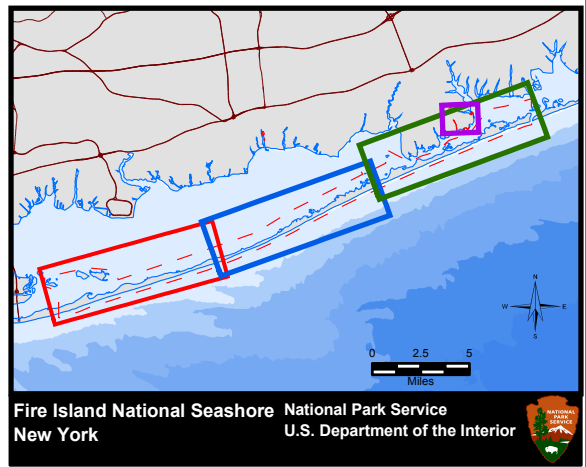 N
W E
S
0 2.5 5
Miles
Fire Island National Seashore
New York
National Park Service
U.S. Department of the Interior
NATIONAL
PARK
SERVICE